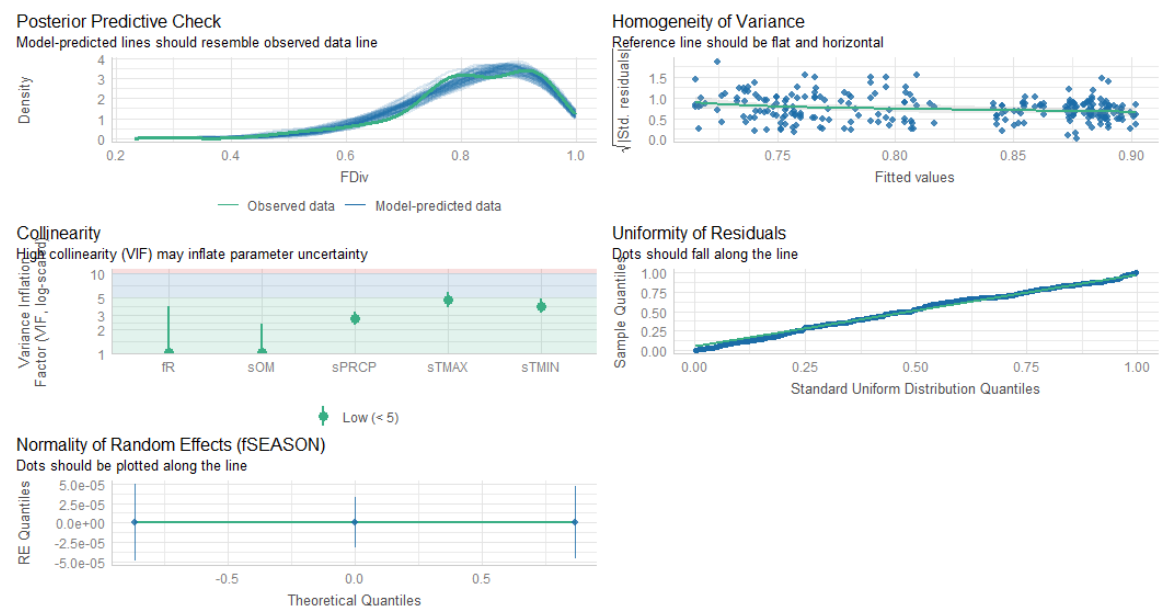 Posterior Predictive Check
Model-predicted lines should resemble observed data line
Density
4
3
2
1
0
0.2 0.4 0.6 0.8 1.0
FDiv
Observed data Model-predicted data
Homogeneity of Variance
Reference line should be flat and horizontal
√|Std. residuals|
1.5
1.0
0.5
0.0
0.75 0.80 0.85 0.90
Fitted values
Collinearity
High collinearity (VIF) may inflate parameter uncertainty
Variance Inflation
Factor (VIF, log-scaled)
10
5
3
2
1
fR sOM sPRCP sTMAX sTMIN
Low (< 5)
Uniformity of Residuals
Dots should fall along the line
Sample Quantiles
1.00
0.75
0.50
0.25
0.00
0.00 0.25 0.50 0.75 1.00
Standard Uniform Distribution Quantiles
Normality of Random Effects (fSEASON)
Dots should be plotted along the line
RE Quantiles
5.0e-05
2.5e-05
0.0e+00
-2.5e-05
-5.0e-05
-0.5 0.0 0.5
Theoretical Quantiles